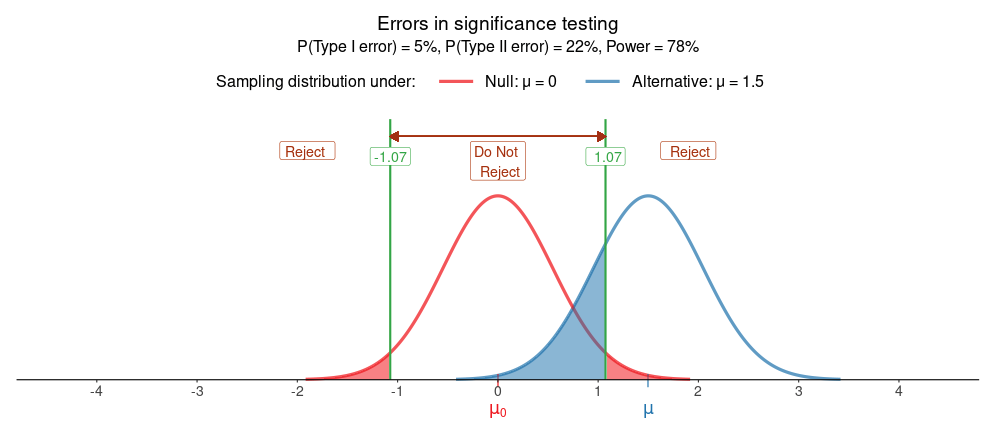 Errors in significance testing
P(Type I error) = 5%, P(Type II error) = 22%, Power = 78%
Sampling distribution under: Null: μ = 0 Alternative: μ = 1.5
Reject
-1.07
Do Not
Reject
1.07
Reject
-4 -3 -2 -1 0 1 2 3 4
μ₀ μ